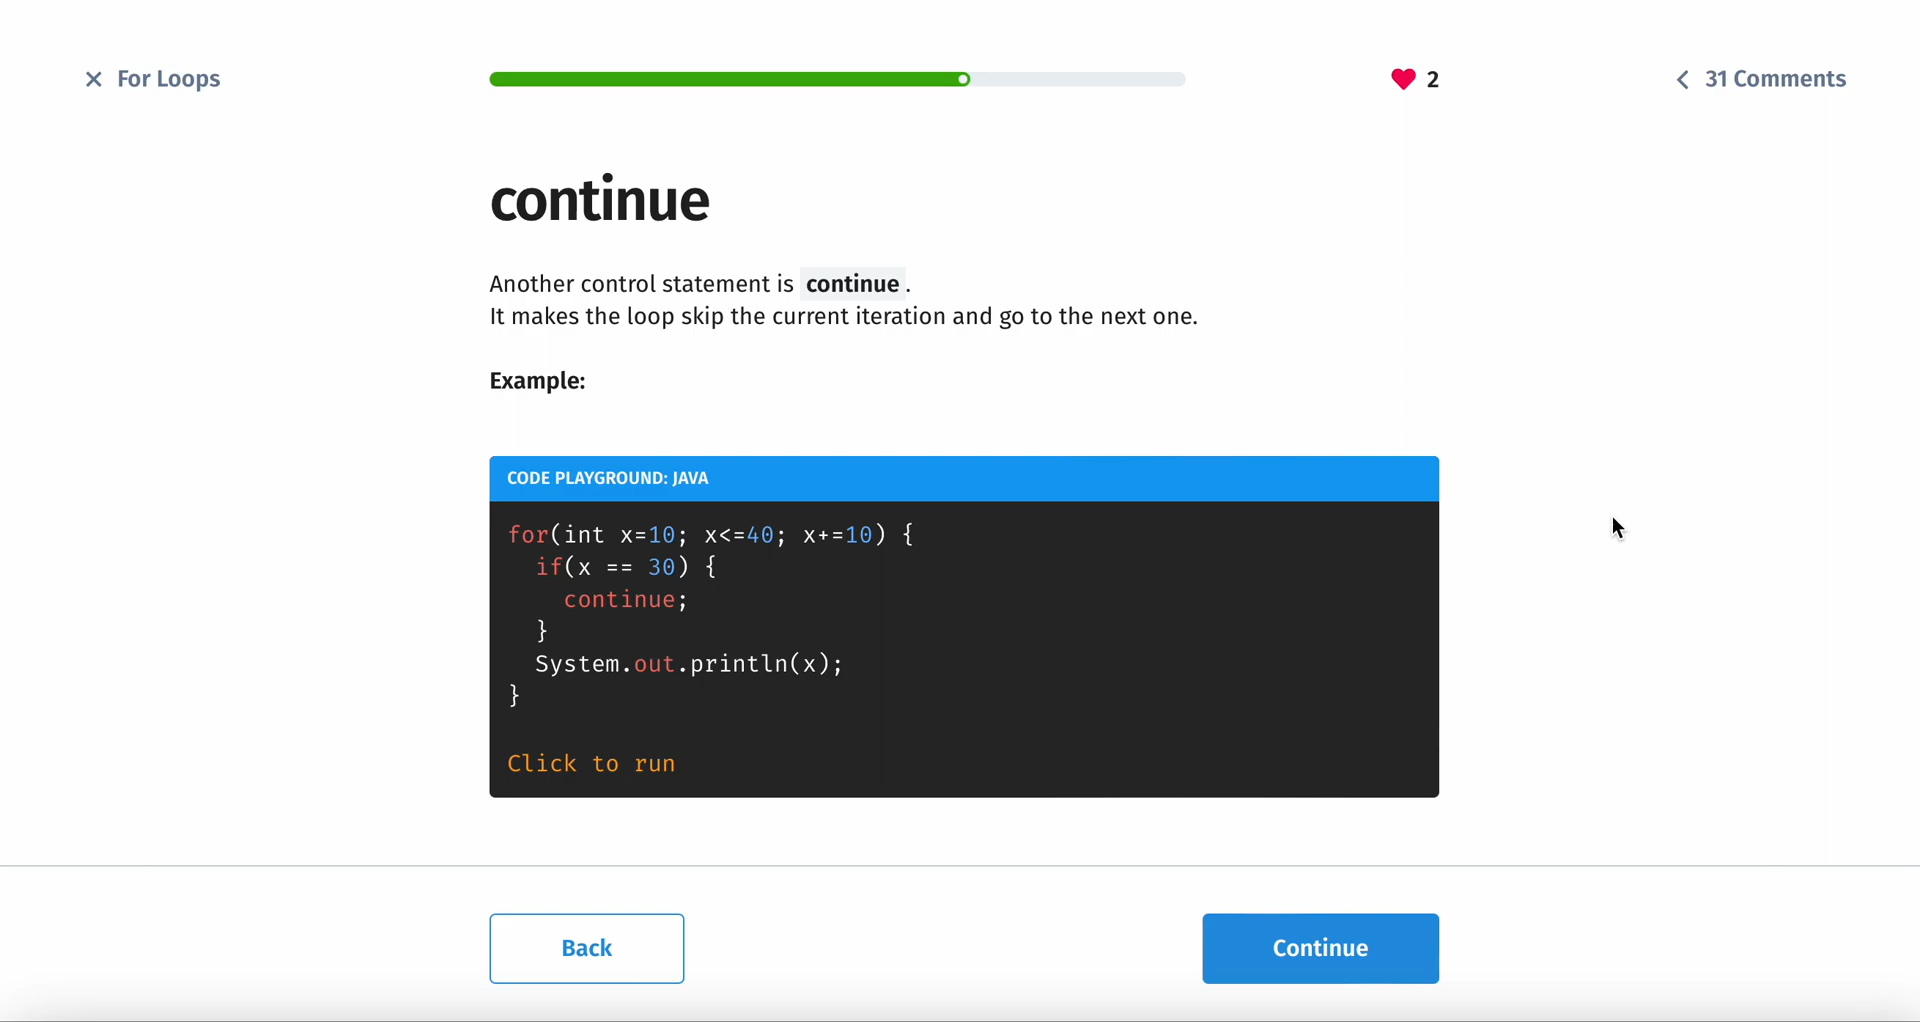 For Loops
2
31 Comments
continue
Another control statement is continue.
It makes the loop skip the current iteration and go to the next one.
Example:
CODE PLAYGROUND: JAVA
for(int x=10; x<=40; x+=10) {
  if(x == 30) {
    continue;
  }
  System.out.println(x);
}
Click to run
Back
Continue